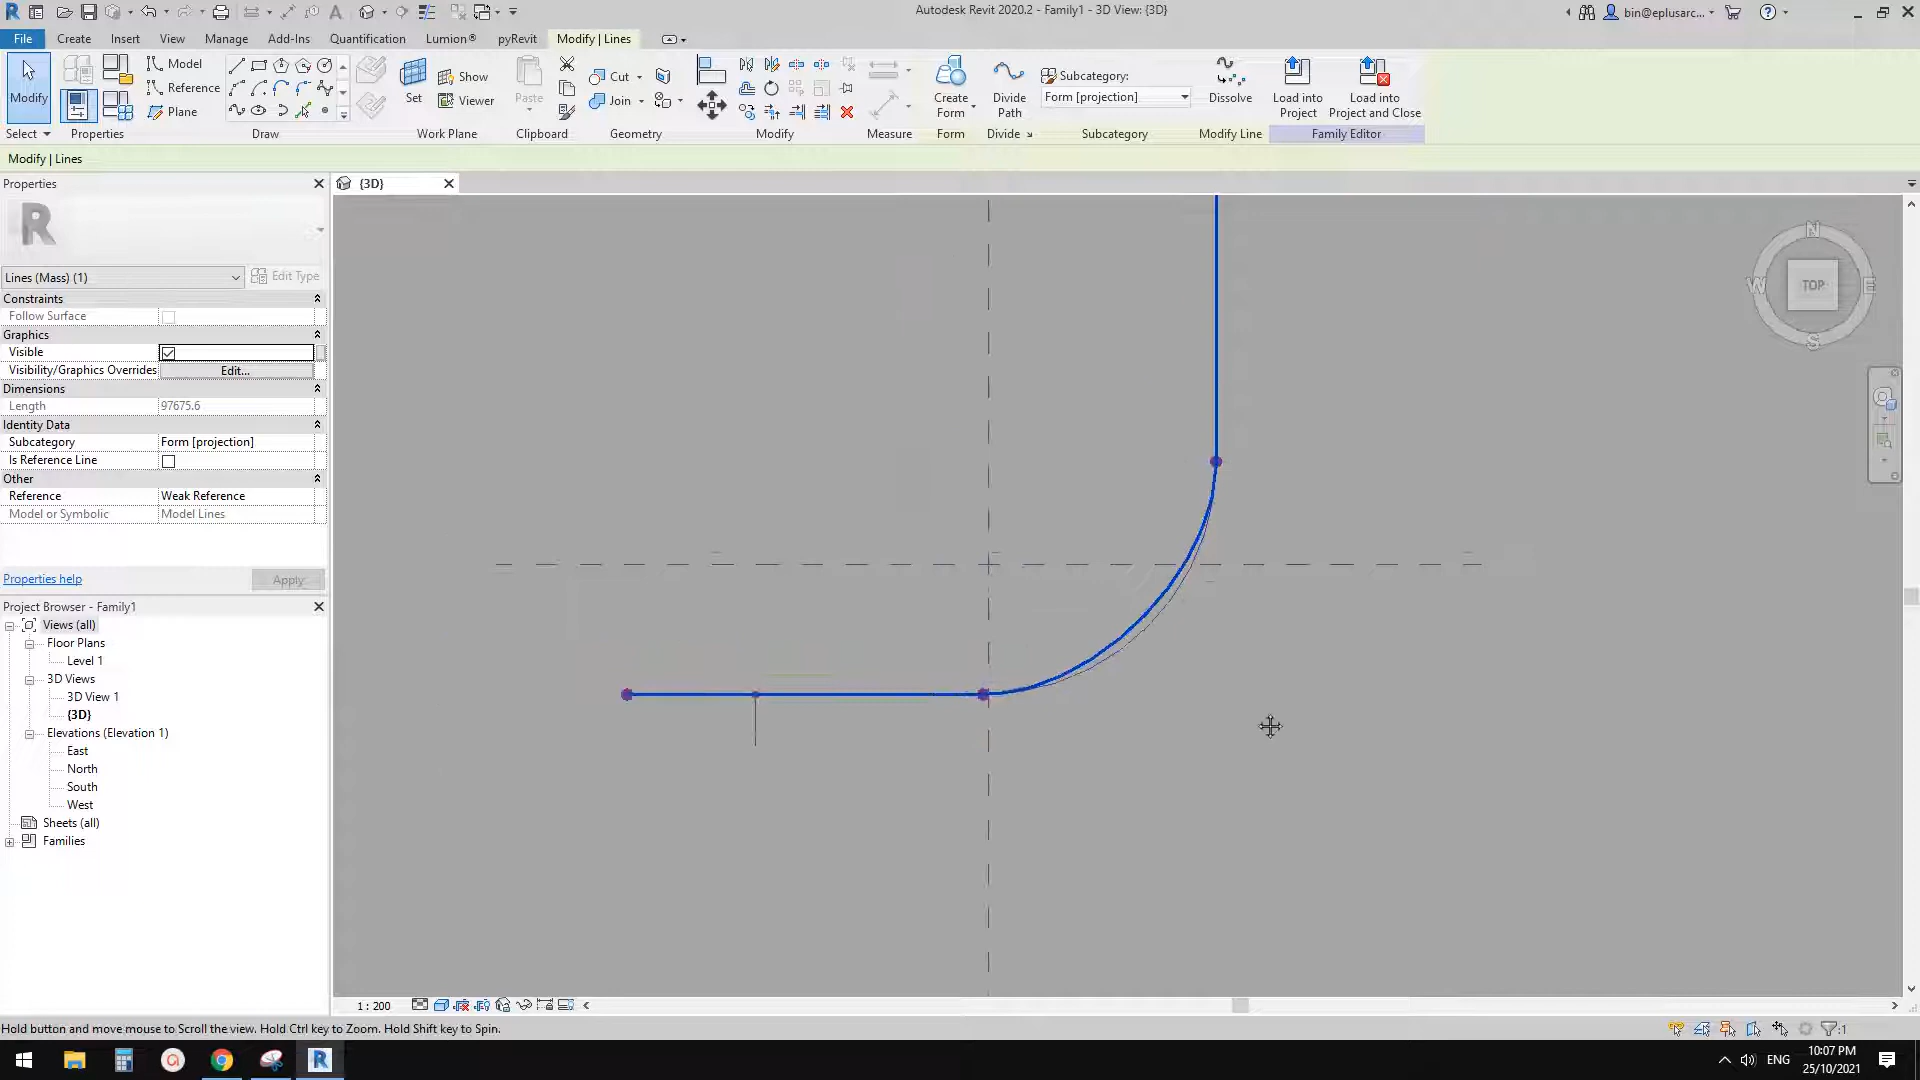 Autodesk Revit 2020.2 - Family1 - 3D View: {3D}
bin@eplusarc...
File Create Insert View Manage Add-Ins Quantification Lumion® pyRevit Modify | Lines
Modify
Model
Reference
Plane
Set
Show
Viewer
Paste
Cut
Join
Create
Form
Divide
Path
Subcategory:
Form [projection]
Dissolve
Load into
Project
Load into
Project and Close
Select Properties Draw Work Plane Clipboard Geometry Modify Measure Form Divide Subcategory Modify Line Family Editor
Modify | Lines
Properties
{3D}
R
Lines (Mass) (1)
Edit Type
Constraints
Follow Surface
Graphics
Visible
Visibility/Graphics Overrides Edit...
Dimensions
Length 97675.6
Identity Data
Subcategory Form [projection]
Is Reference Line
Other
Reference Weak Reference
Model or Symbolic Model Lines
Properties help
Apply
Project Browser - Family1
Views (all)
Floor Plans
Level 1
3D Views
3D View 1
{3D}
Elevations (Elevation 1)
East
North
South
West
Sheets (all)
Families
N
W
TOP
E
S
1 : 200
Hold button and move mouse to Scroll the view. Hold Ctrl key to Zoom. Hold Shift key to Spin.
:1
ENG
10:07 PM
25/10/2021